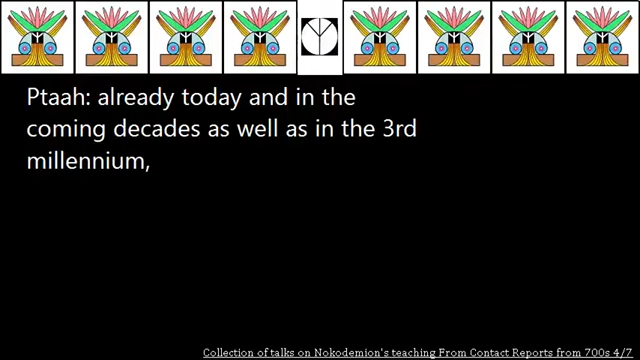 Ptaah: already today and in the
coming decades as well as in the 3rd
millennium,
Collection of talks on Nokodemion's teaching From Contact Reports from 700s 4/7